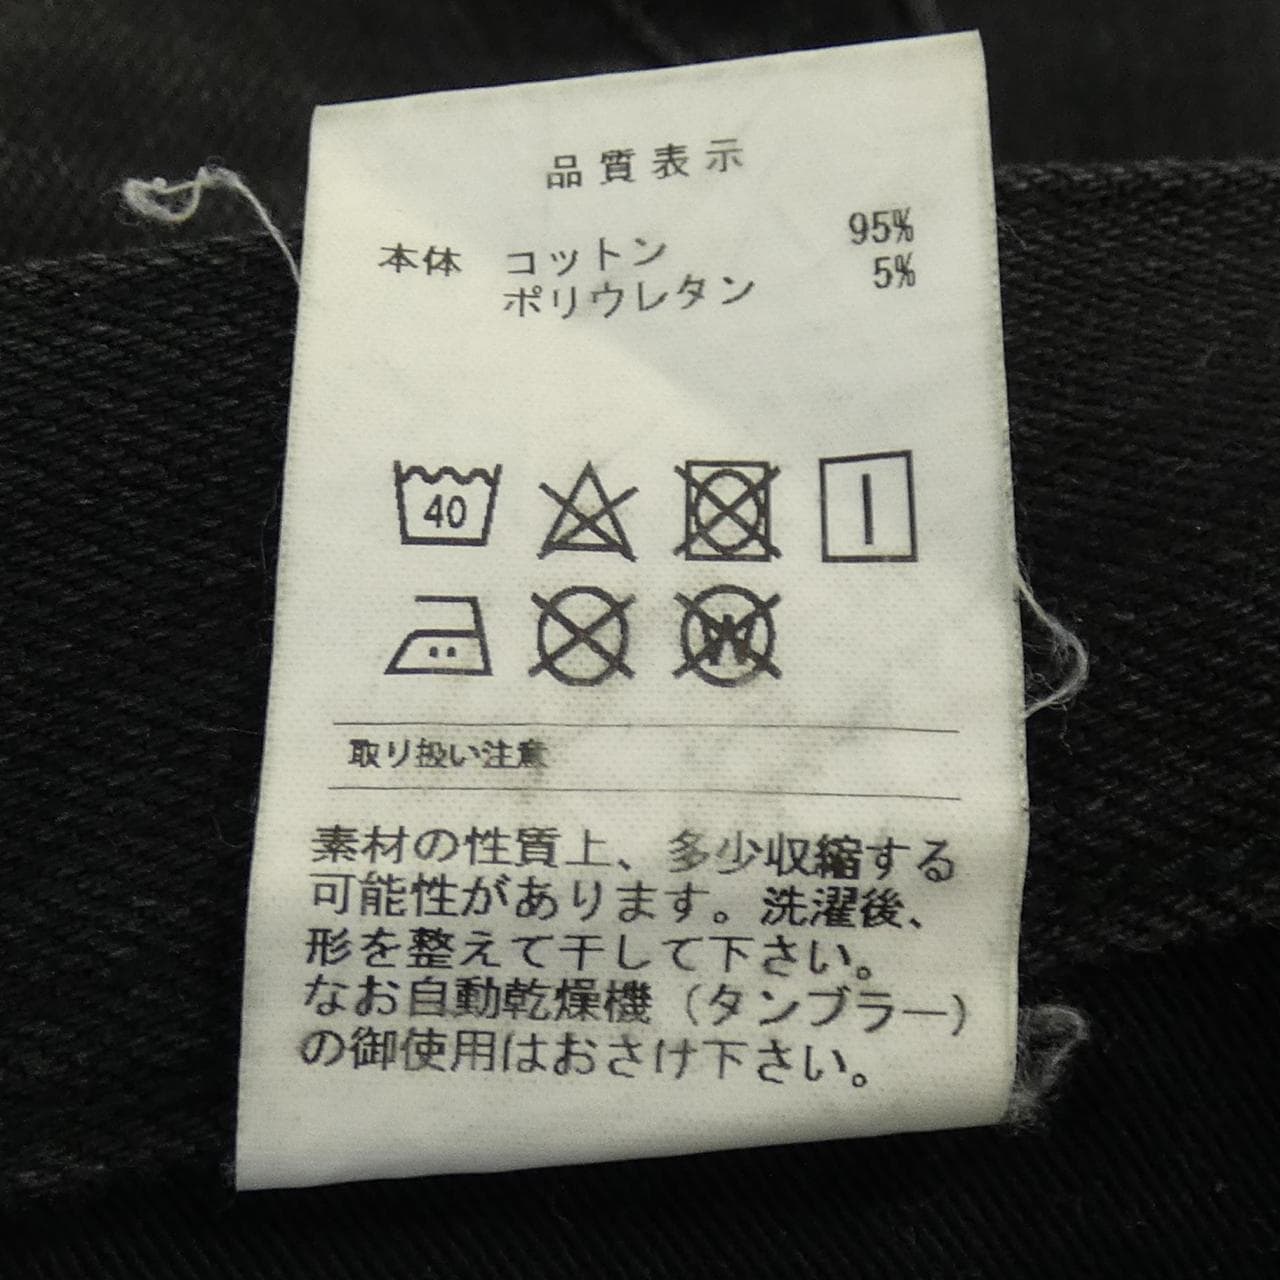 品質表示
本体 コットン 95%
ポリウレタン 5%
40
W
取り扱い注意
素材の性質上、多少収縮する
可能性があります。洗濯後、
形を整えて干して下さい。
なお自動乾燥機(タンブラー)
の御使用はおさけ下さい。